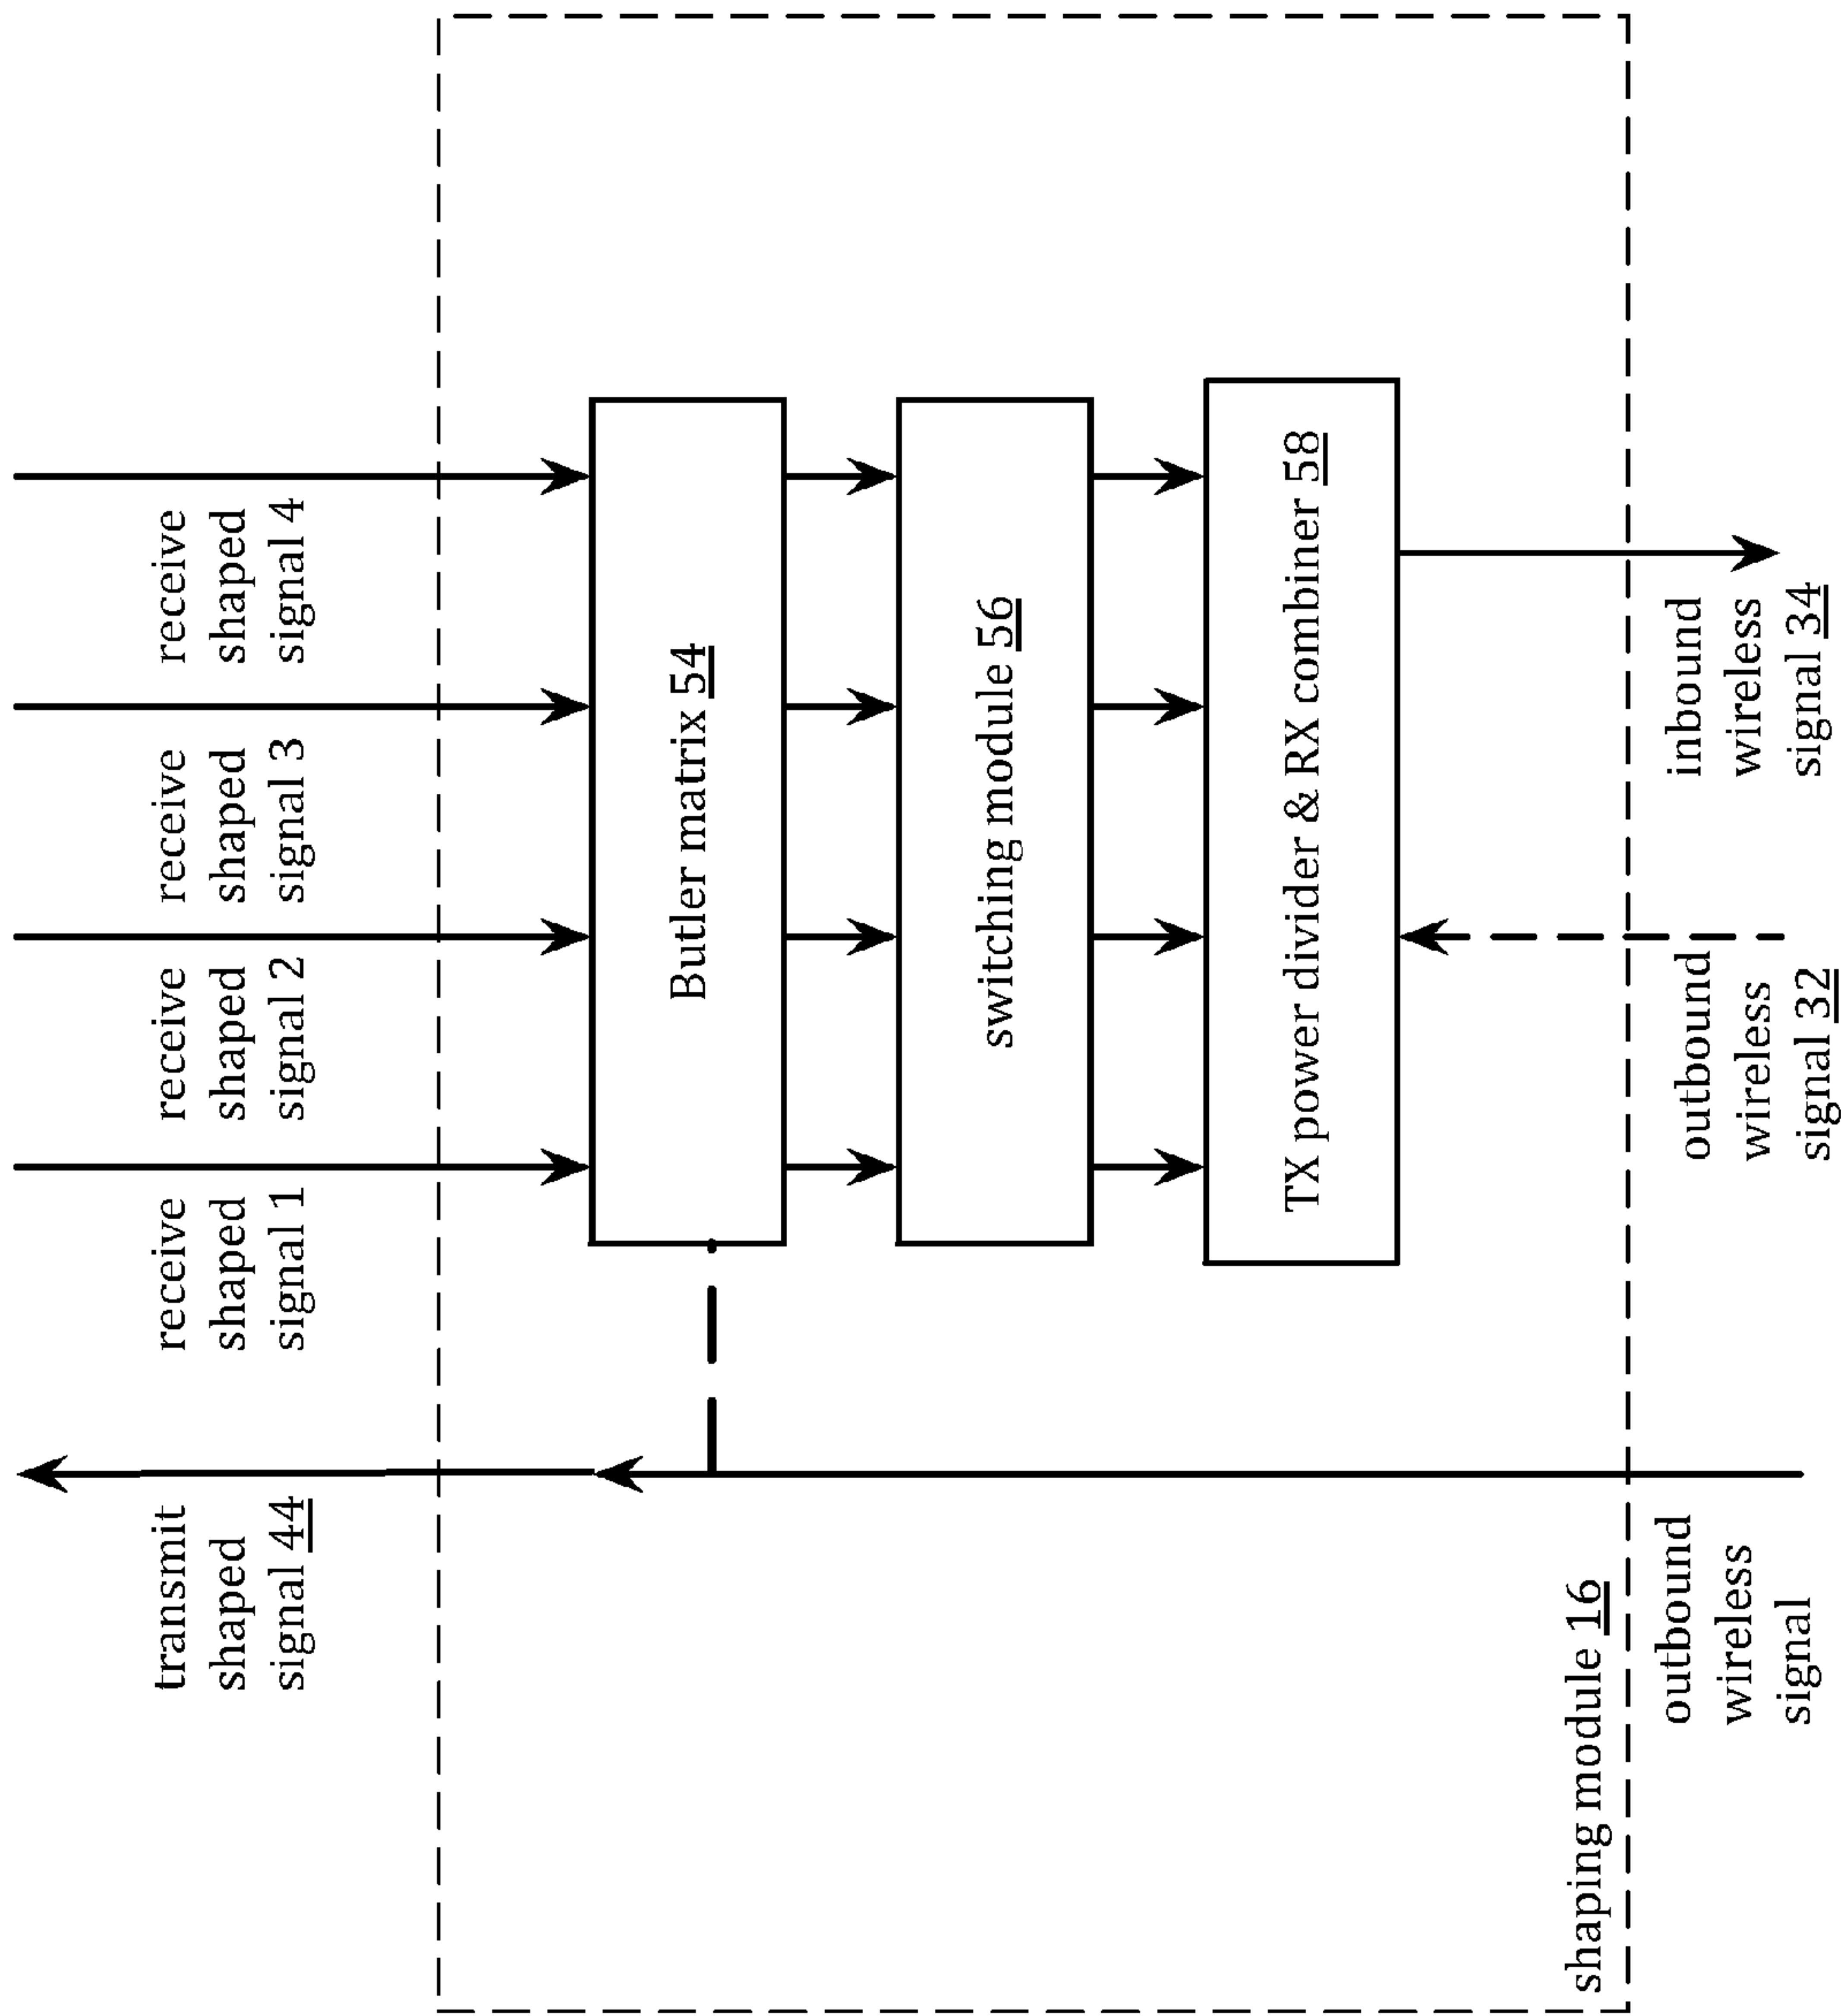 transmit
shaped
signal 44
receive
shaped
signal 1
receive
shaped
signal 2
receive
shaped
signal 3
receive
shaped
signal 4
Butler matrix 54
switching module 56
TX power divider & RX combiner 58
shaping module 16
outbound
wireless
signal
outbound
wireless
signal 32
inbound
wireless
signal 34